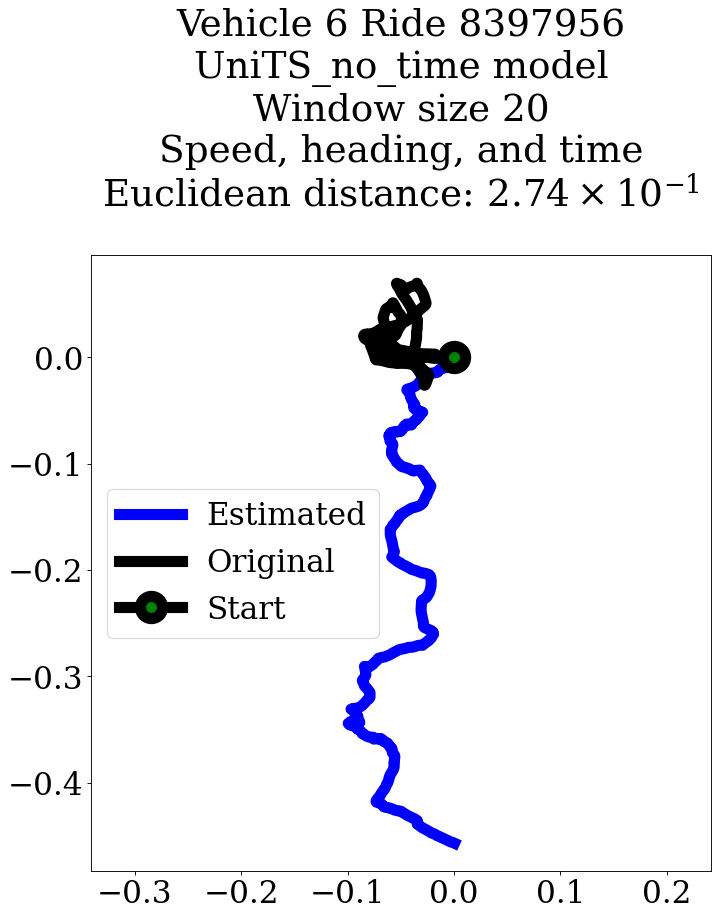 Vehicle 6 Ride 8397956
UniTS_no_time model
Window size 20
Speed, heading, and time
Euclidean distance: 2.74 × 10⁻¹
0.0
−0.1
−0.2
−0.3
−0.4
Estimated
Original
Start
−0.3 −0.2 −0.1 0.0 0.1 0.2